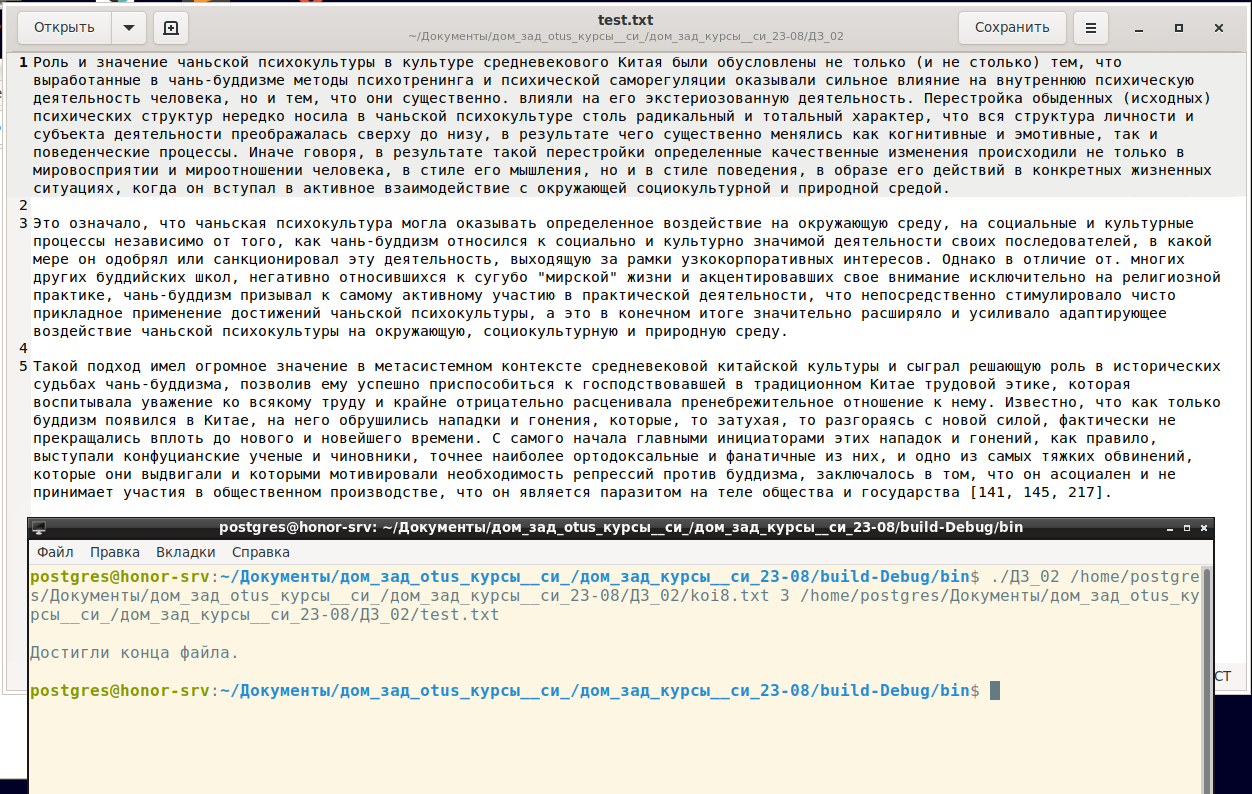 Открыть
test.txt
~/Документы/дом_зад_otus_курсы__си_/дом_зад_курсы__си_23-08/ДЗ_02
Сохранить
1 Роль и значение чаньской психокультуры в культуре средневекового Китая были обусловлены не только (и не столько) тем, что
выработанные в чань-буддизме методы психотренинга и психической саморегуляции оказывали сильное влияние на внутреннюю психическую
деятельность человека, но и тем, что они существенно. влияли на его экстериозованную деятельность. Перестройка обыденных (исходных)
психических структур нередко носила в чаньской психокультуре столь радикальный и тотальный характер, что вся структура личности и
субъекта деятельности преображалась сверху до низу, в результате чего существенно менялись как когнитивные и эмотивные, так и
поведенческие процессы. Иначе говоря, в результате такой перестройки определенные качественные изменения происходили не только в
мировосприятии и мироотношении человека, в стиле его мышления, но и в стиле поведения, в образе его действий в конкретных жизненных
ситуациях, когда он вступал в активное взаимодействие с окружающей социокультурной и природной средой.
2
3 Это означало, что чаньская психокультура могла оказывать определенное воздействие на окружающую среду, на социальные и культурные
процессы независимо от того, как чань-буддизм относился к социально и культурно значимой деятельности своих последователей, в какой
мере он одобрял или санкционировал эту деятельность, выходящую за рамки узкокорпоративных интересов. Однако в отличие от. многих
других буддийских школ, негативно относившихся к сугубо "мирской" жизни и акцентировавших свое внимание исключительно на религиозной
практике, чань-буддизм призывал к самому активному участию в практической деятельности, что непосредственно стимулировало чисто
прикладное применение достижений чаньской психокультуры, а это в конечном итоге значительно расширяло и усиливало адаптирующее
воздействие чаньской психокультуры на окружающую, социокультурную и природную среду.
4
5 Такой подход имел огромное значение в метасистемном контексте средневековой китайской культуры и сыграл решающую роль в исторических
судьбах чань-буддизма, позволив ему успешно приспособиться к господствовавшей в традиционном Китае трудовой этике, которая
воспитывала уважение ко всякому труду и крайне отрицательно расценивала пренебрежительное отношение к нему. Известно, что как только
буддизм появился в Китае, на него обрушились нападки и гонения, которые, то затухая, то разгораясь с новой силой, фактически не
прекращались вплоть до нового и новейшего времени. С самого начала главными инициаторами этих нападок и гонений, как правило,
выступали конфуцианские ученые и чиновники, точнее наиболее ортодоксальные и фанатичные из них, и одно из самых тяжких обвинений,
которые они выдвигали и которыми мотивировали необходимость репрессий против буддизма, заключалось в том, что он асоциален и не
принимает участия в общественном производстве, что он является паразитом на теле общества и государства [141, 145, 217].
postgres@honor-srv: ~/Документы/дом_зад_otus_курсы__си_/дом_зад_курсы__си_23-08/build-Debug/bin
Файл Правка Вкладки Справка
postgres@honor-srv:~/Документы/дом_зад_otus_курсы__си_/дом_зад_курсы__си_23-08/build-Debug/bin$ ./ДЗ_02 /home/postgre
s/Документы/дом_зад_otus_курсы__си_/дом_зад_курсы__си_23-08/ДЗ_02/koi8.txt 3 /home/postgres/Документы/дом_зад_otus_ку
рсы__си_/дом_зад_курсы__си_23-08/ДЗ_02/test.txt
Достигли конца файла.
postgres@honor-srv:~/Документы/дом_зад_otus_курсы__си_/дом_зад_курсы__си_23-08/build-Debug/bin$